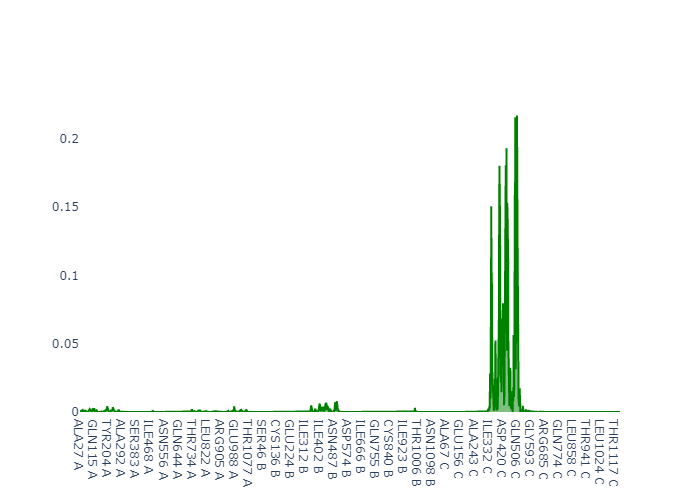 0.2
0.15
0.1
0.05
0
ALA27 A
GLN115 A
TYR204 A
ALA292 A
SER383 A
ILE468 A
ASN556 A
GLN644 A
THR734 A
LEU822 A
ARG905 A
GLU988 A
THR1077 A
SER46 B
CYS136 B
GLU224 B
ILE312 B
ILE402 B
ASN487 B
ASP574 B
ILE666 B
GLN755 B
CYS840 B
ILE923 B
THR1006 B
ASN1098 B
ALA67 C
GLU156 C
ALA243 C
ILE332 C
ASP420 C
GLN506 C
GLY593 C
ARG685 C
GLN774 C
LEU858 C
THR941 C
LEU1024 C
THR1117 C